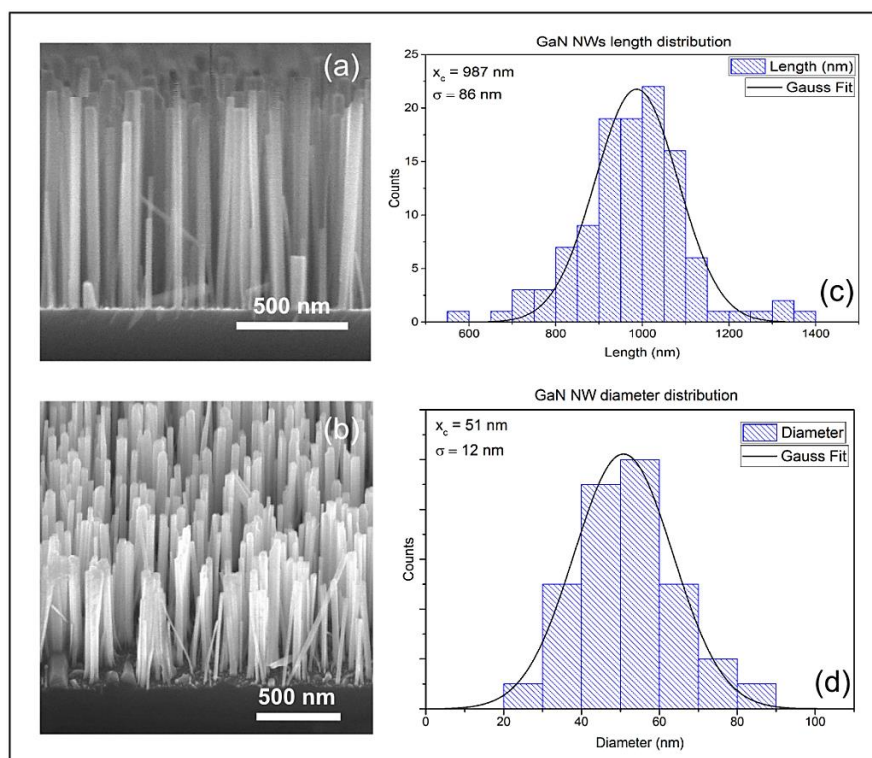 (a)
500 nm
(b)
500 nm
GaN NWs length distribution
x_c = 987 nm
σ = 86 nm
Length (nm)
Gauss Fit
25
20
15
10
5
0
Counts
600 800 1000 1200 1400
Length (nm)
(c)
GaN NW diameter distribution
x_c = 51 nm
σ = 12 nm
Diameter
Gauss Fit
Counts
0 20 40 60 80 100
Diameter (nm)
(d)